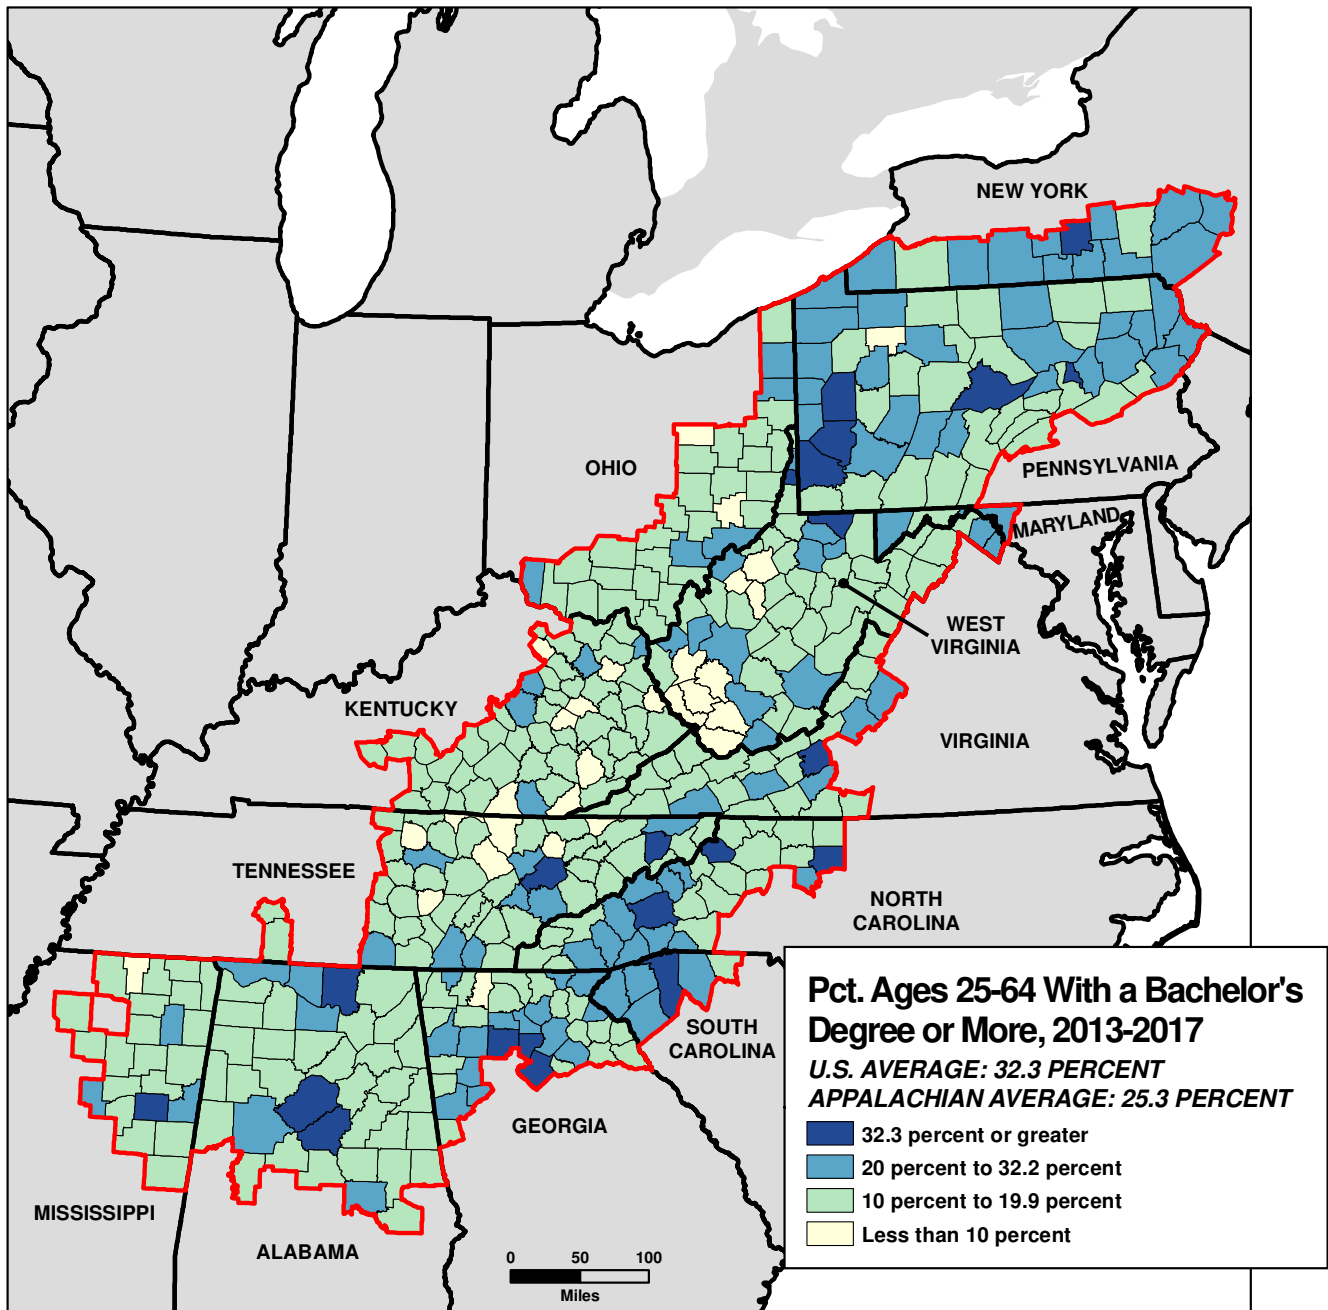 NEW YORK
OHIO
PENNSYLVANIA
MARYLAND
WEST
VIRGINIA
KENTUCKY
VIRGINIA
TENNESSEE
NORTH
CAROLINA
SOUTH
CAROLINA
GEORGIA
MISSISSIPPI
ALABAMA
0 50 100
Miles
Pct. Ages 25-64 With a Bachelor's
Degree or More, 2013-2017
U.S. AVERAGE: 32.3 PERCENT
APPALACHIAN AVERAGE: 25.3 PERCENT
32.3 percent or greater
20 percent to 32.2 percent
10 percent to 19.9 percent
Less than 10 percent